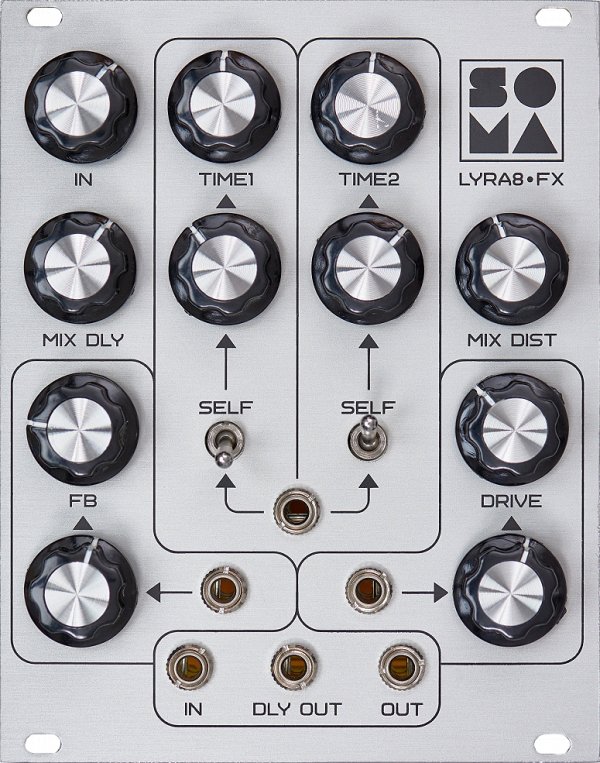 SO
MA
IN
TIME1
TIME2
LYRA8•FX
MIX DLY
MIX DIST
SELF
SELF
FB
DRIVE
IN
DLY OUT
OUT